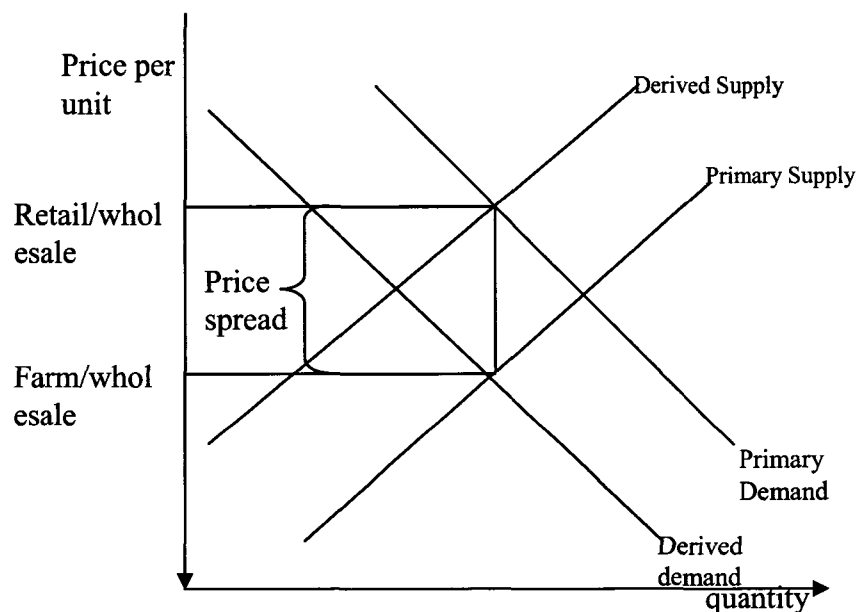 Price per
unit
Derived Supply
Primary Supply
Retail/whol
esale
Price
spread
Farm/whol
esale
Primary
Demand
Derived
demand
quantity